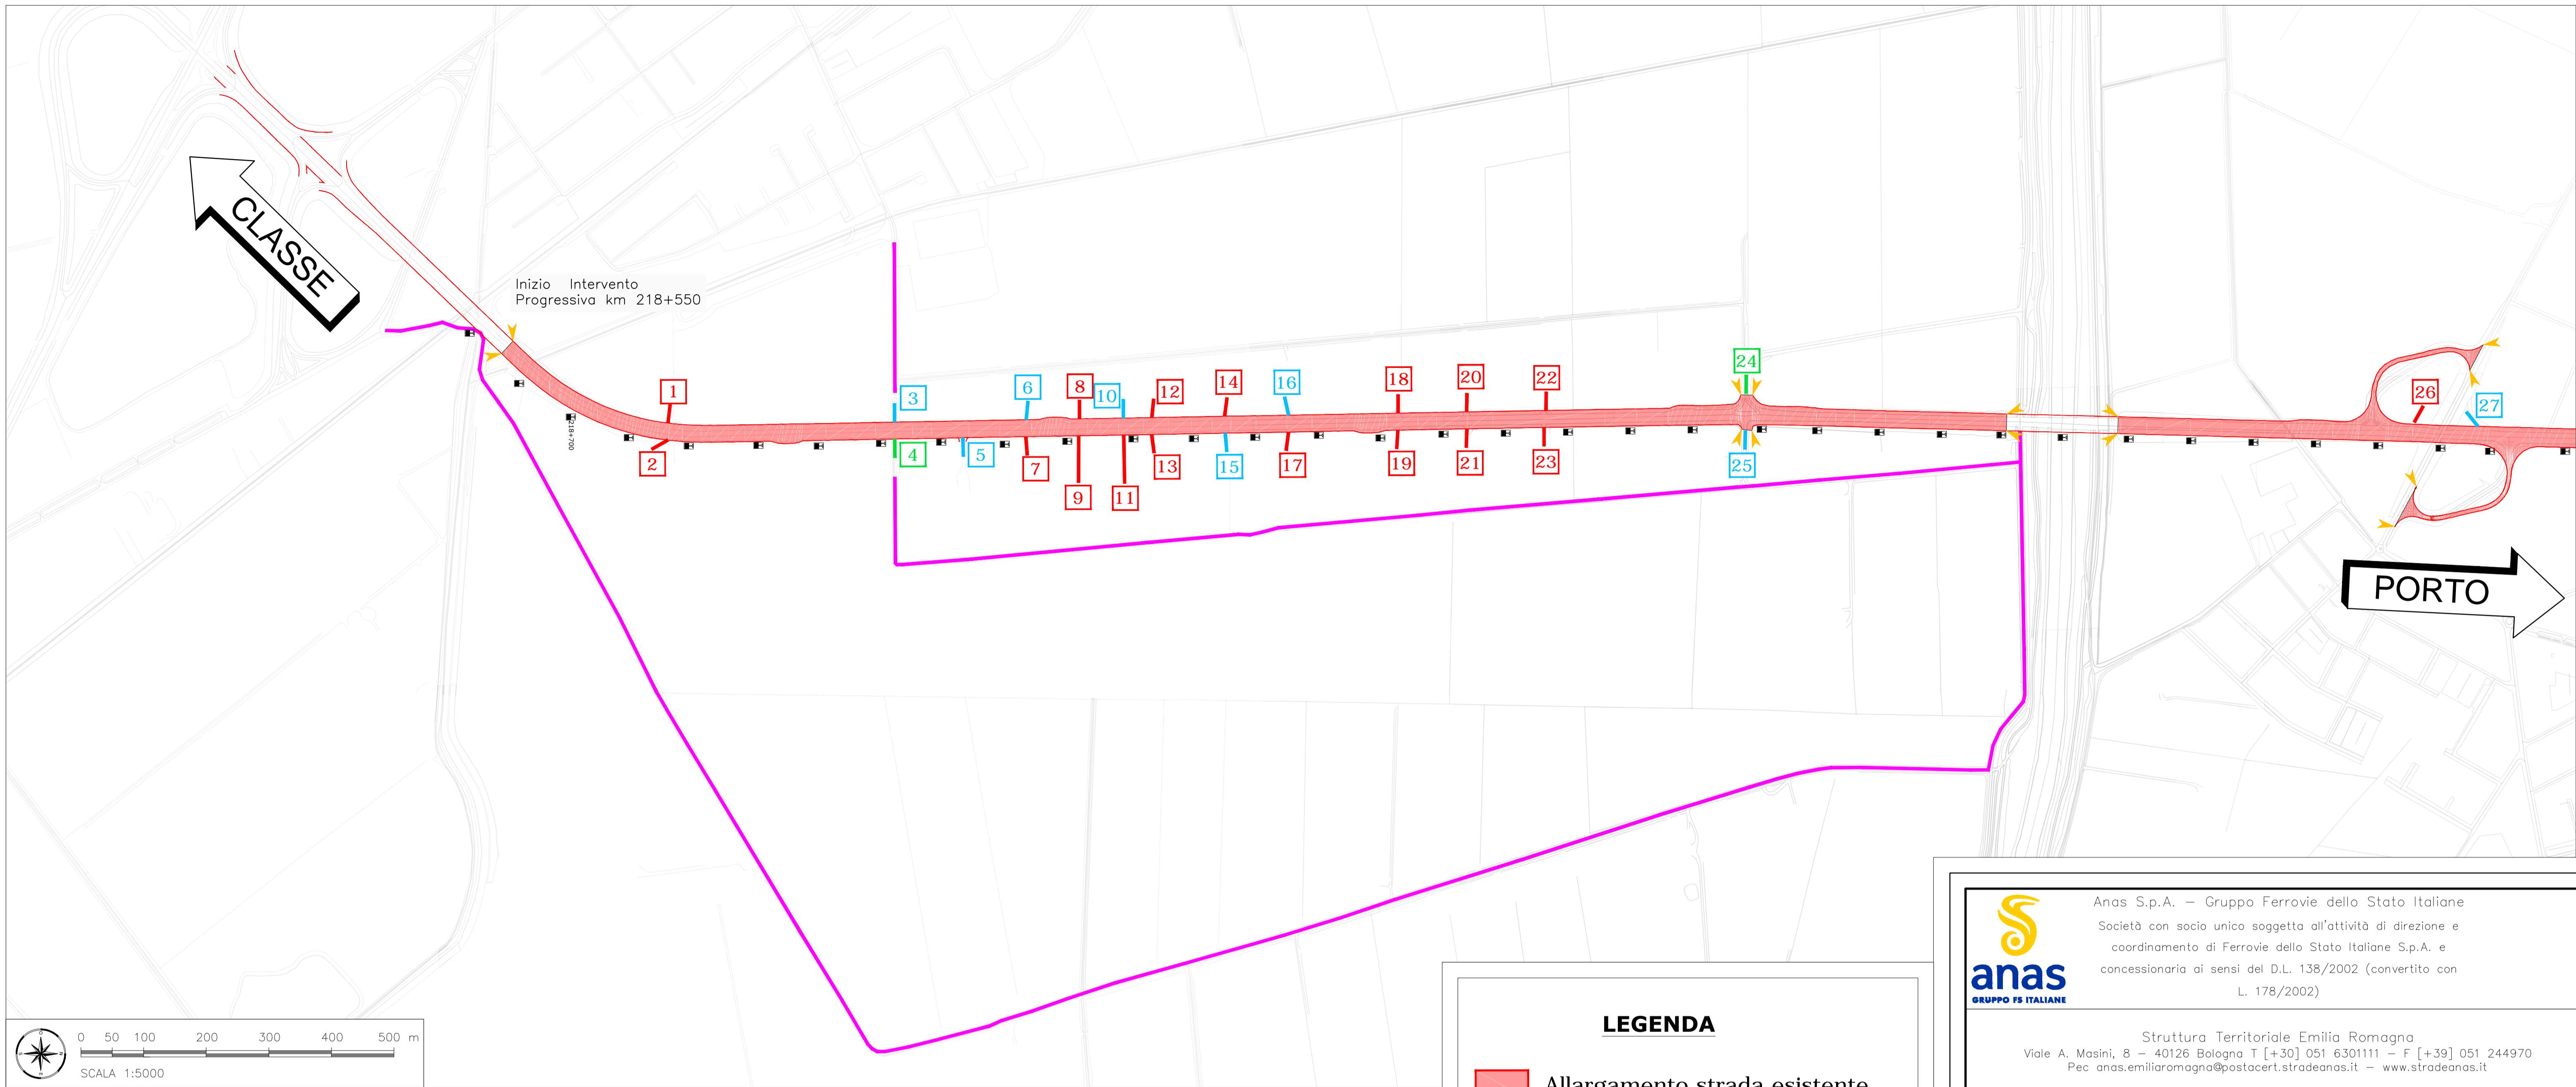 CLASSE
Inizio Intervento
Progressiva km 218+550
218+700
1
2
3
4
5
6
7
8
9
10
11
12
13
14
15
16
17
18
19
20
21
22
23
24
25
26
27
PORTO
0 50 100 200 300 400 500 m
SCALA 1:5000
LEGENDA
Allargamento strada esistente
anas
GRUPPO FS ITALIANE
Anas S.p.A. – Gruppo Ferrovie dello Stato Italiane
Società con socio unico soggetta all'attività di direzione e
coordinamento di Ferrovie dello Stato Italiane S.p.A. e
concessionaria ai sensi del D.L. 138/2002 (convertito con
L. 178/2002)
Struttura Territoriale Emilia Romagna
Viale A. Masini, 8 – 40126 Bologna T [+30] 051 6301111 – F [+39] 051 244970
Pec anas.emiliaromagna@postacert.stradeanas.it – www.stradeanas.it